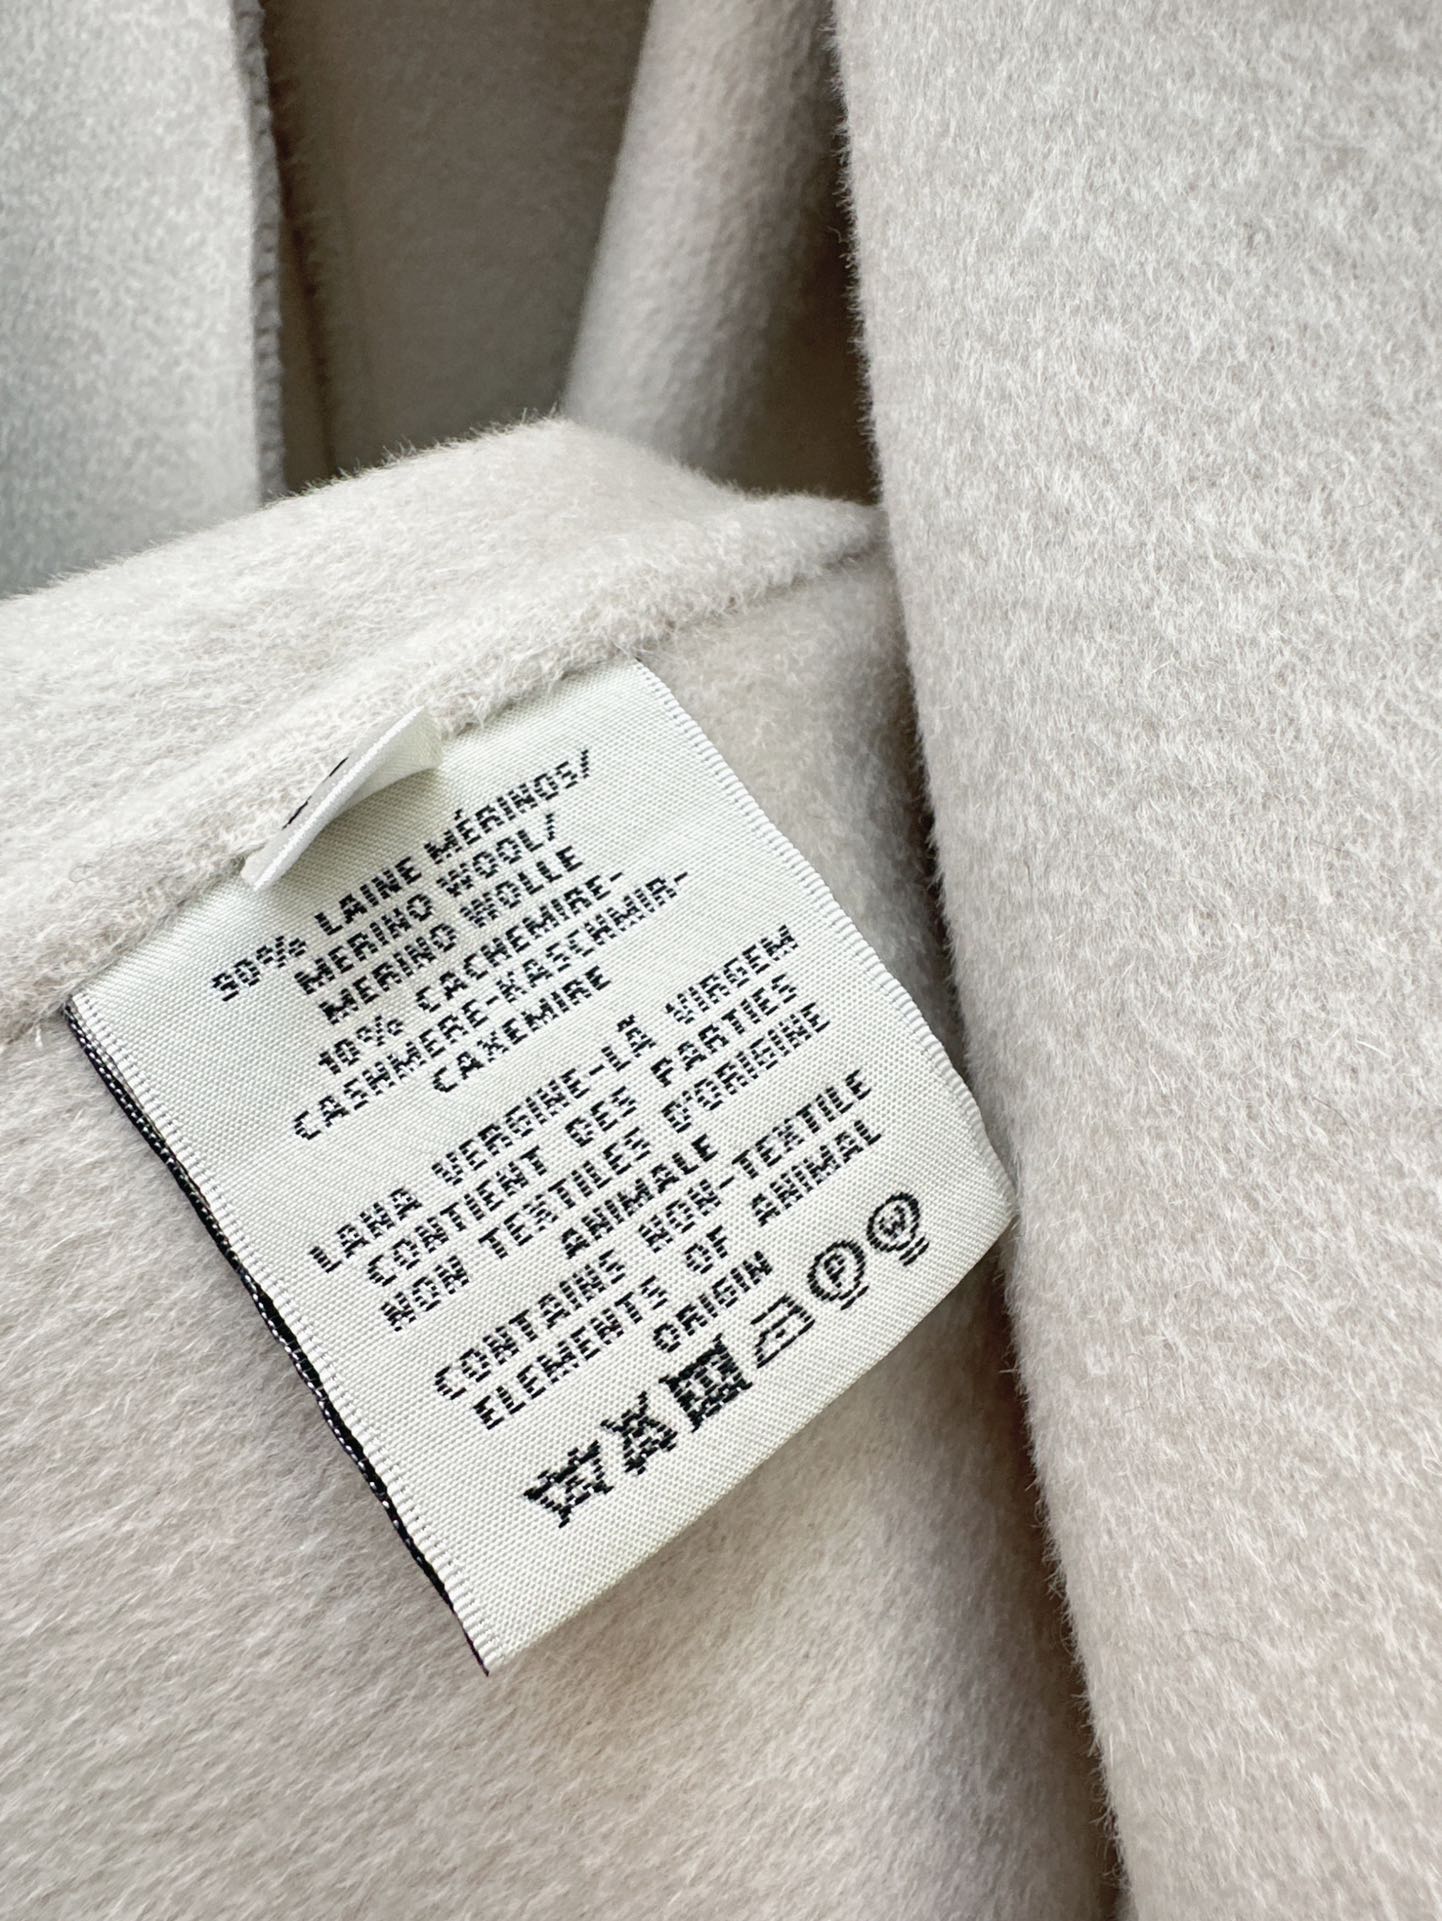 90% LAINE MÉRINOS/
MERINO WOOL/
MERINO WOLLE
10% CACHEMIRE-
CASHMERE-KASCHMIR-
CAXEMIRE
LANA VERGINE-LÃ VIRGEM
CONTIENT DES PARTIES
NON TEXTILES D'ORIGINE
ANIMALE
CONTAINS NON-TEXTILE
ELEMENTS OF ANIMAL
ORIGIN
P W